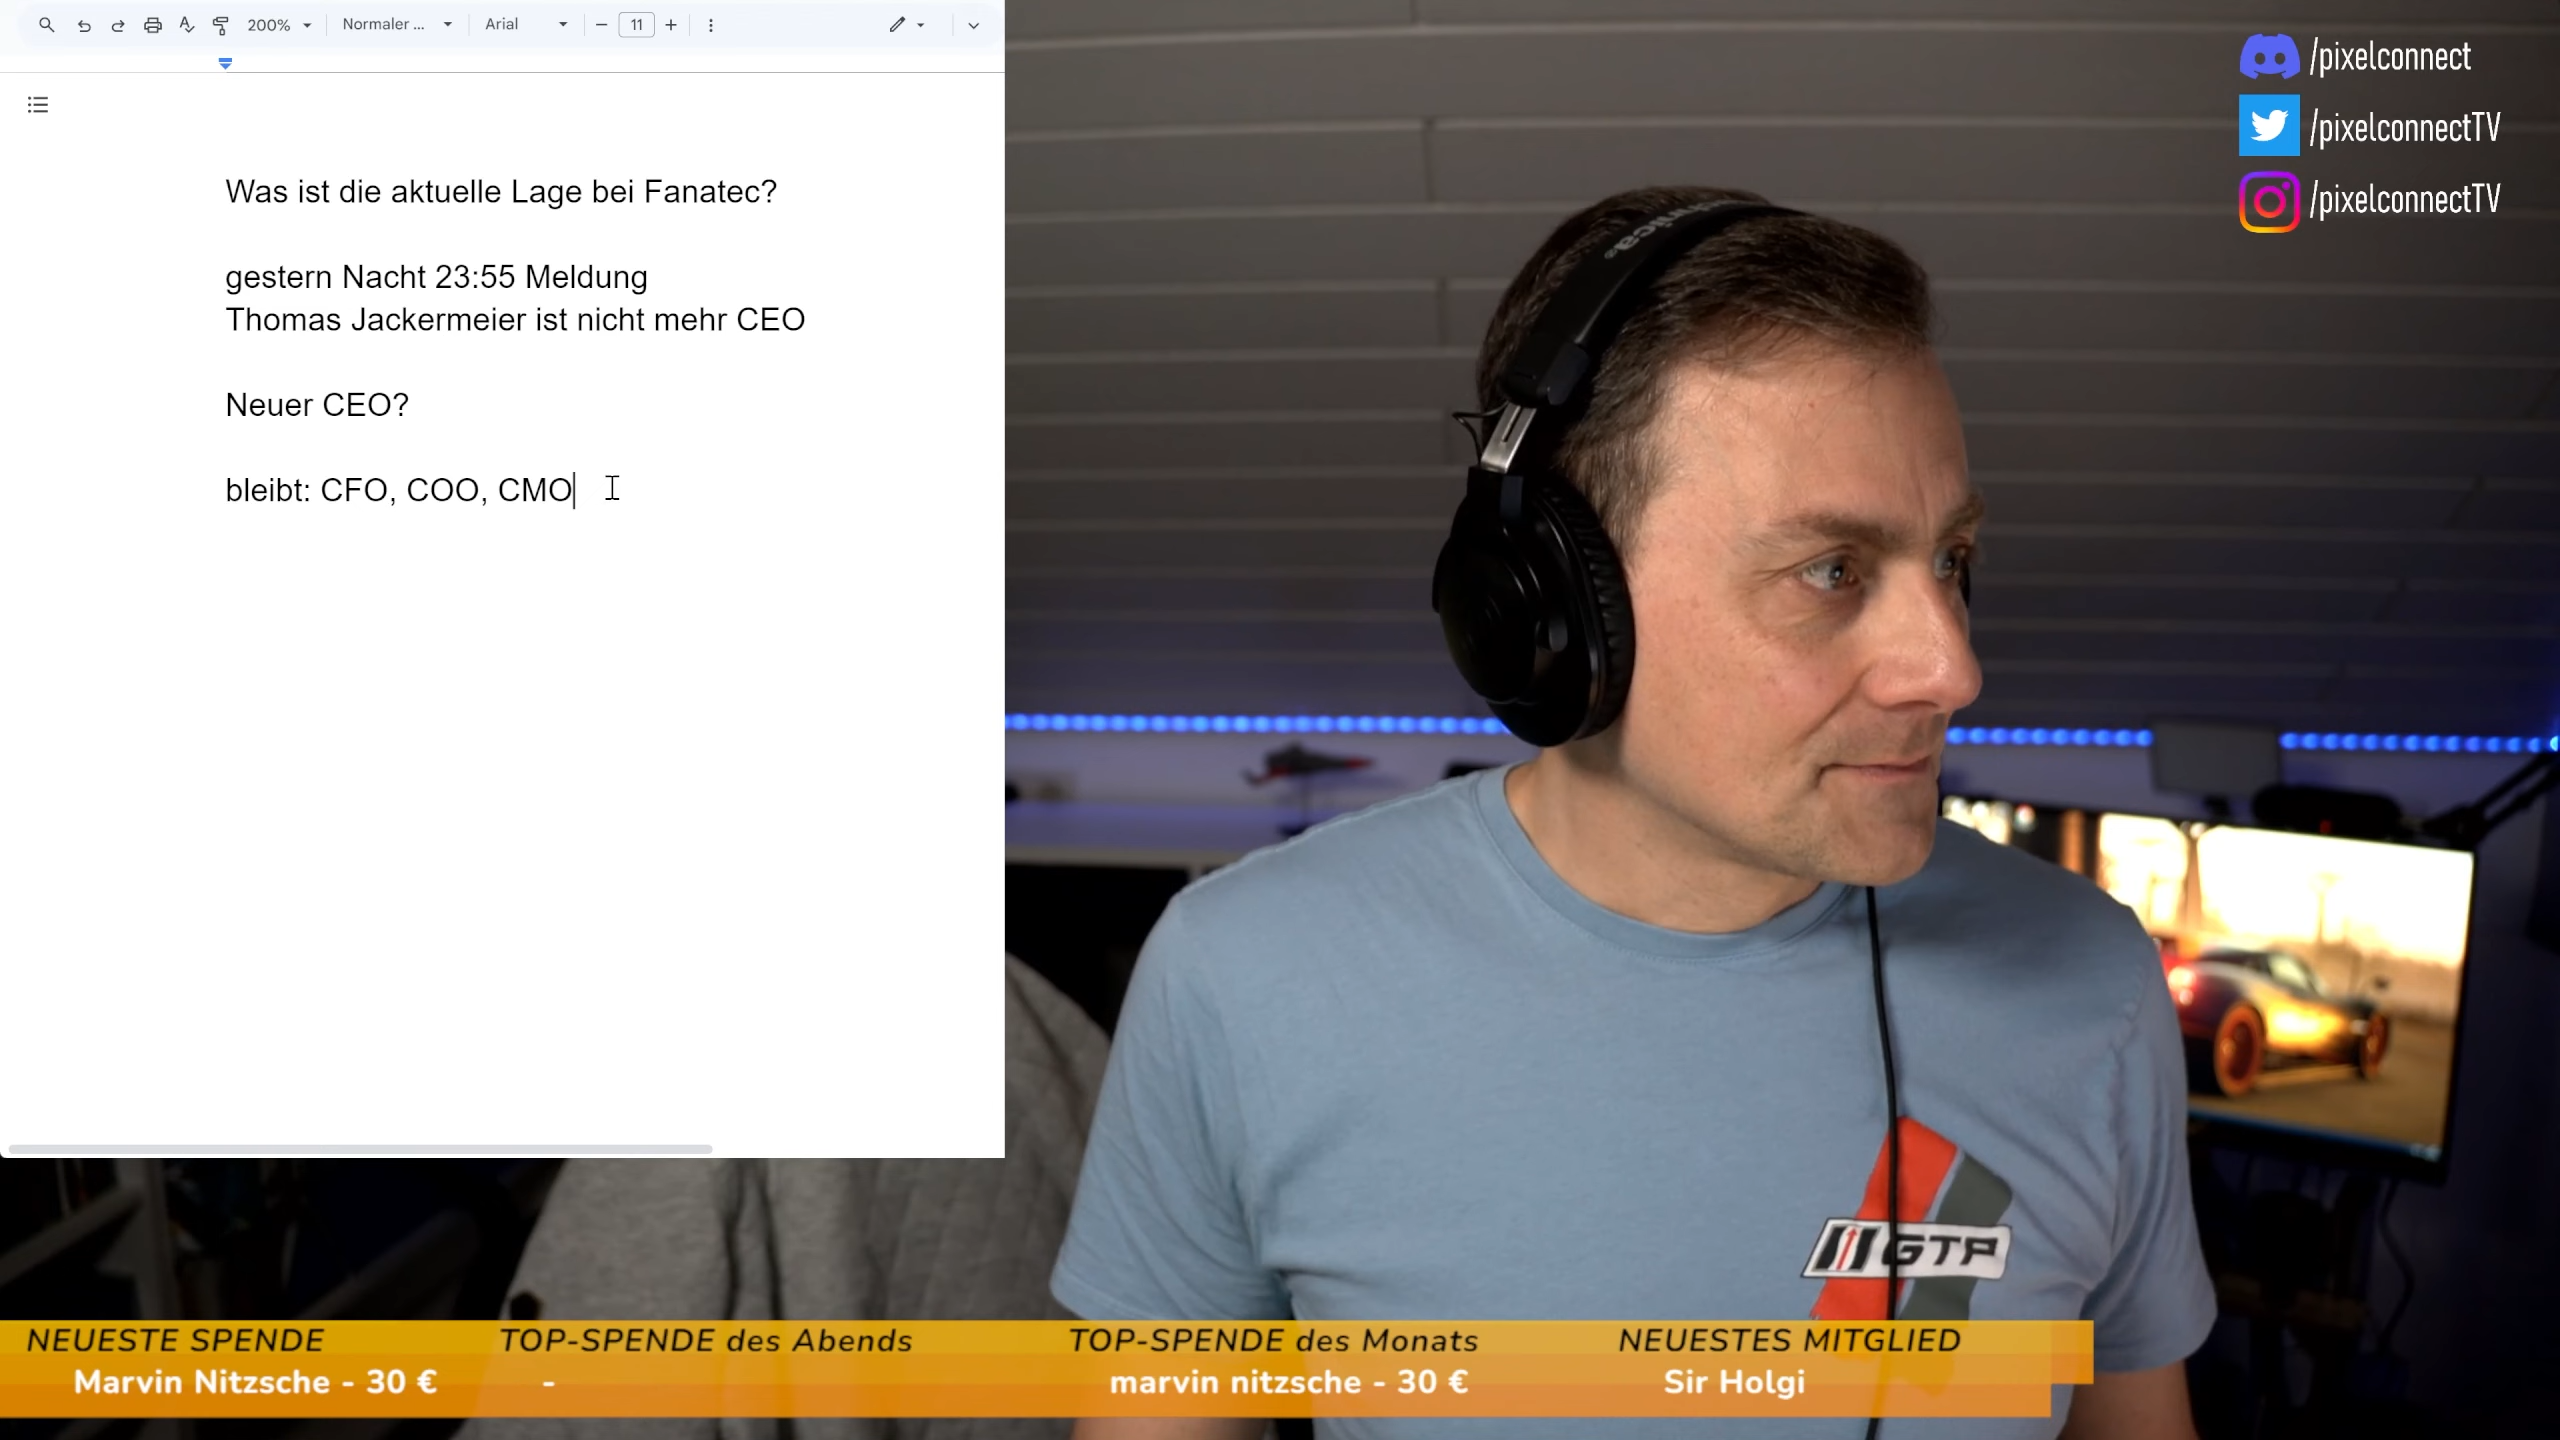 200%
Normaler ...
Arial
11
Was ist die aktuelle Lage bei Fanatec?
gestern Nacht 23:55 Meldung
Thomas Jackermeier ist nicht mehr CEO
Neuer CEO?
bleibt: CFO, COO, CMO
/pixelconnect
/pixelconnectTV
/pixelconnectTV
GTP
NEUESTE SPENDE
Marvin Nitzsche - 30 €
TOP-SPENDE des Abends
-
TOP-SPENDE des Monats
marvin nitzsche - 30 €
NEUESTES MITGLIED
Sir Holgi